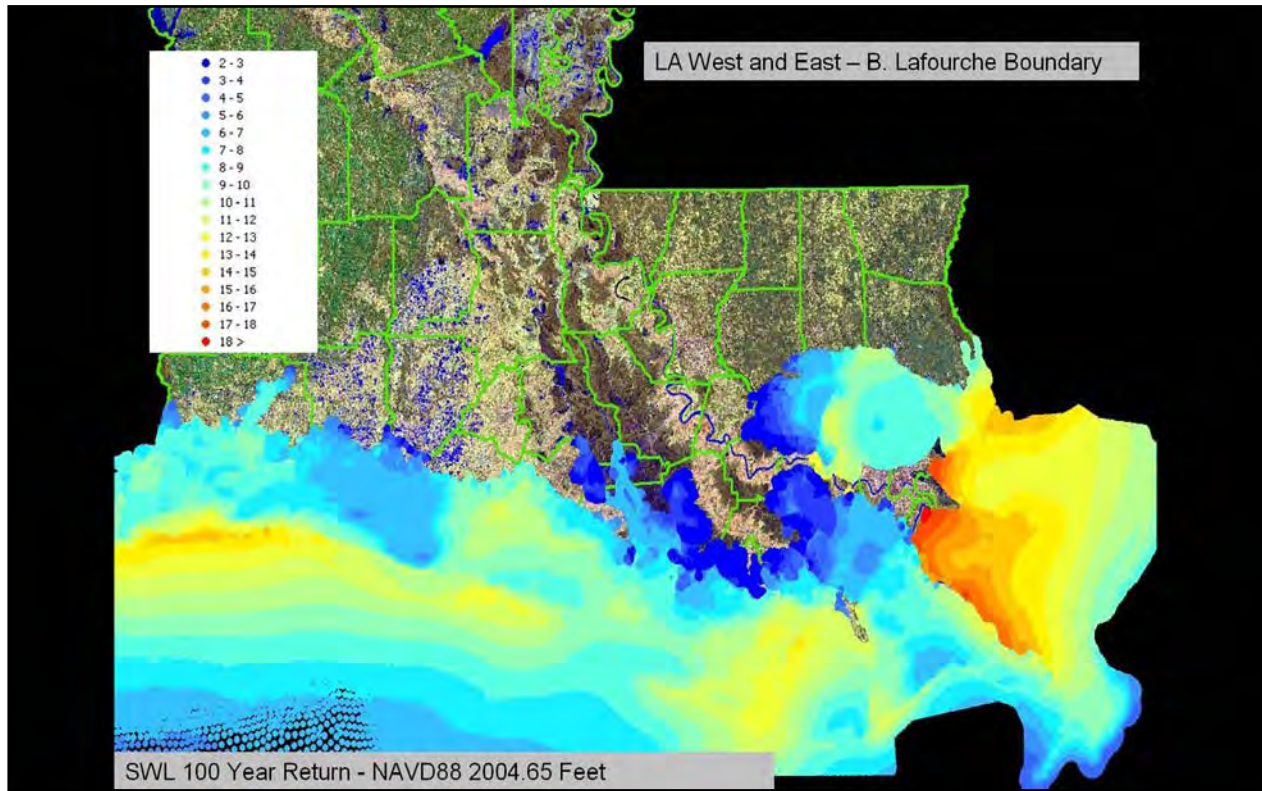 LA West and East – B. Lafourche Boundary
2 - 3
3 - 4
4 - 5
5 - 6
6 - 7
7 - 8
8 - 9
9 - 10
10 - 11
11 - 12
12 - 13
13 - 14
14 - 15
15 - 16
16 - 17
17 - 18
18 >
SWL 100 Year Return - NAVD88 2004.65 Feet